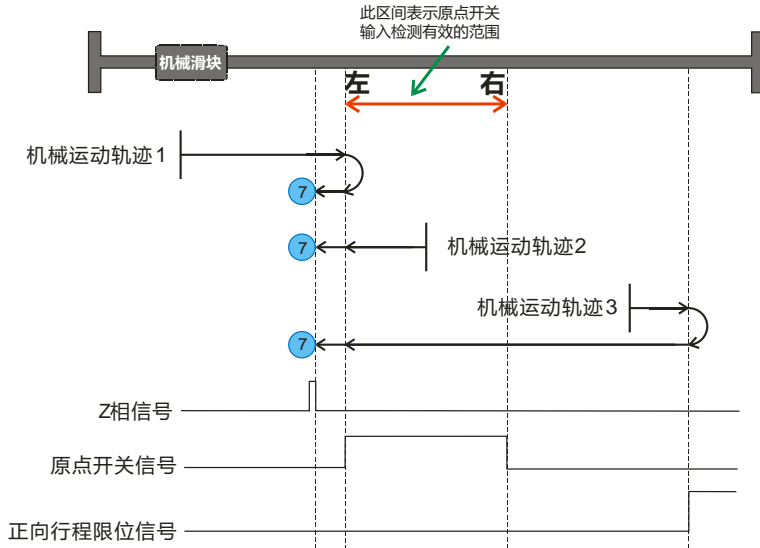 此区间表示原点开关
输入检测有效的范围
机械滑块
左
右
机械运动轨迹1
7
7
机械运动轨迹2
机械运动轨迹3
7
Z相信号
原点开关信号
正向行程限位信号